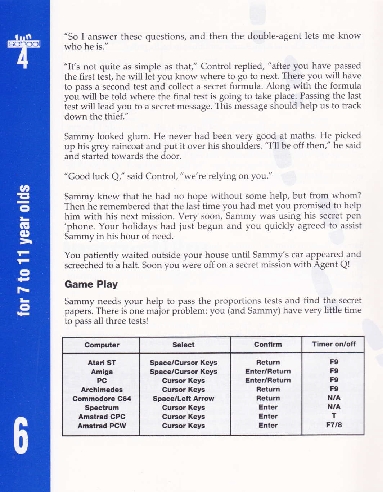 fun
SCHOOL
4
"So I answer these questions, and then the double-agent lets me know
who he is."
"It's not quite as simple as that," Control replied, "after you have passed
the first test, he will let you know where to go to next. There you will have
to pass a second test and collect a secret formula. Along with the formula
you will be told where the final test is going to take place. Passing the last
test will lead you to a secret message. This message should help us to track
down the thief."
Sammy looked glum. He never had been very good at maths. He picked
up his grey raincoat and put it over his shoulders. "I'll be off then," he said
and started towards the door.
"Good luck Q," said Control, "we're relying on you."
Sammy knew that he had no hope without some help, but from whom?
Then he remembered that the last time you had met you promised to help
him with his next mission. Very soon, Sammy was using his secret pen
'phone. Your holidays had just begun and you quickly agreed to assist
Sammy in his hour of need.
You patiently waited outside your house until Sammy's car appeared and
screeched to a halt. Soon you were off on a secret mission with Agent Q!
Game Play
Sammy needs your help to pass the proportions tests and find the secret
papers. There is one major problem: you (and Sammy) have very little time
to pass all three tests!
Computer Select Confirm Timer on/off
Atari ST Space/Cursor Keys Return F9
Amiga Space/Cursor Keys Enter/Return F9
PC Cursor Keys Enter/Return F9
Archimedes Cursor Keys Return F9
Commodore C64 Space/Left Arrow Return N/A
Spectrum Cursor Keys Enter N/A
Amstrad CPC Cursor Keys Enter T
Amstrad PCW Cursor Keys Enter F7/8
for 7 to 11 year olds
6